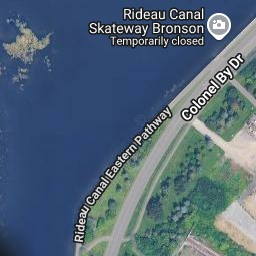 Rideau Canal
Skateway Bronson
Temporarily closed
Colonel By Dr
Rideau Canal Eastern Pathway